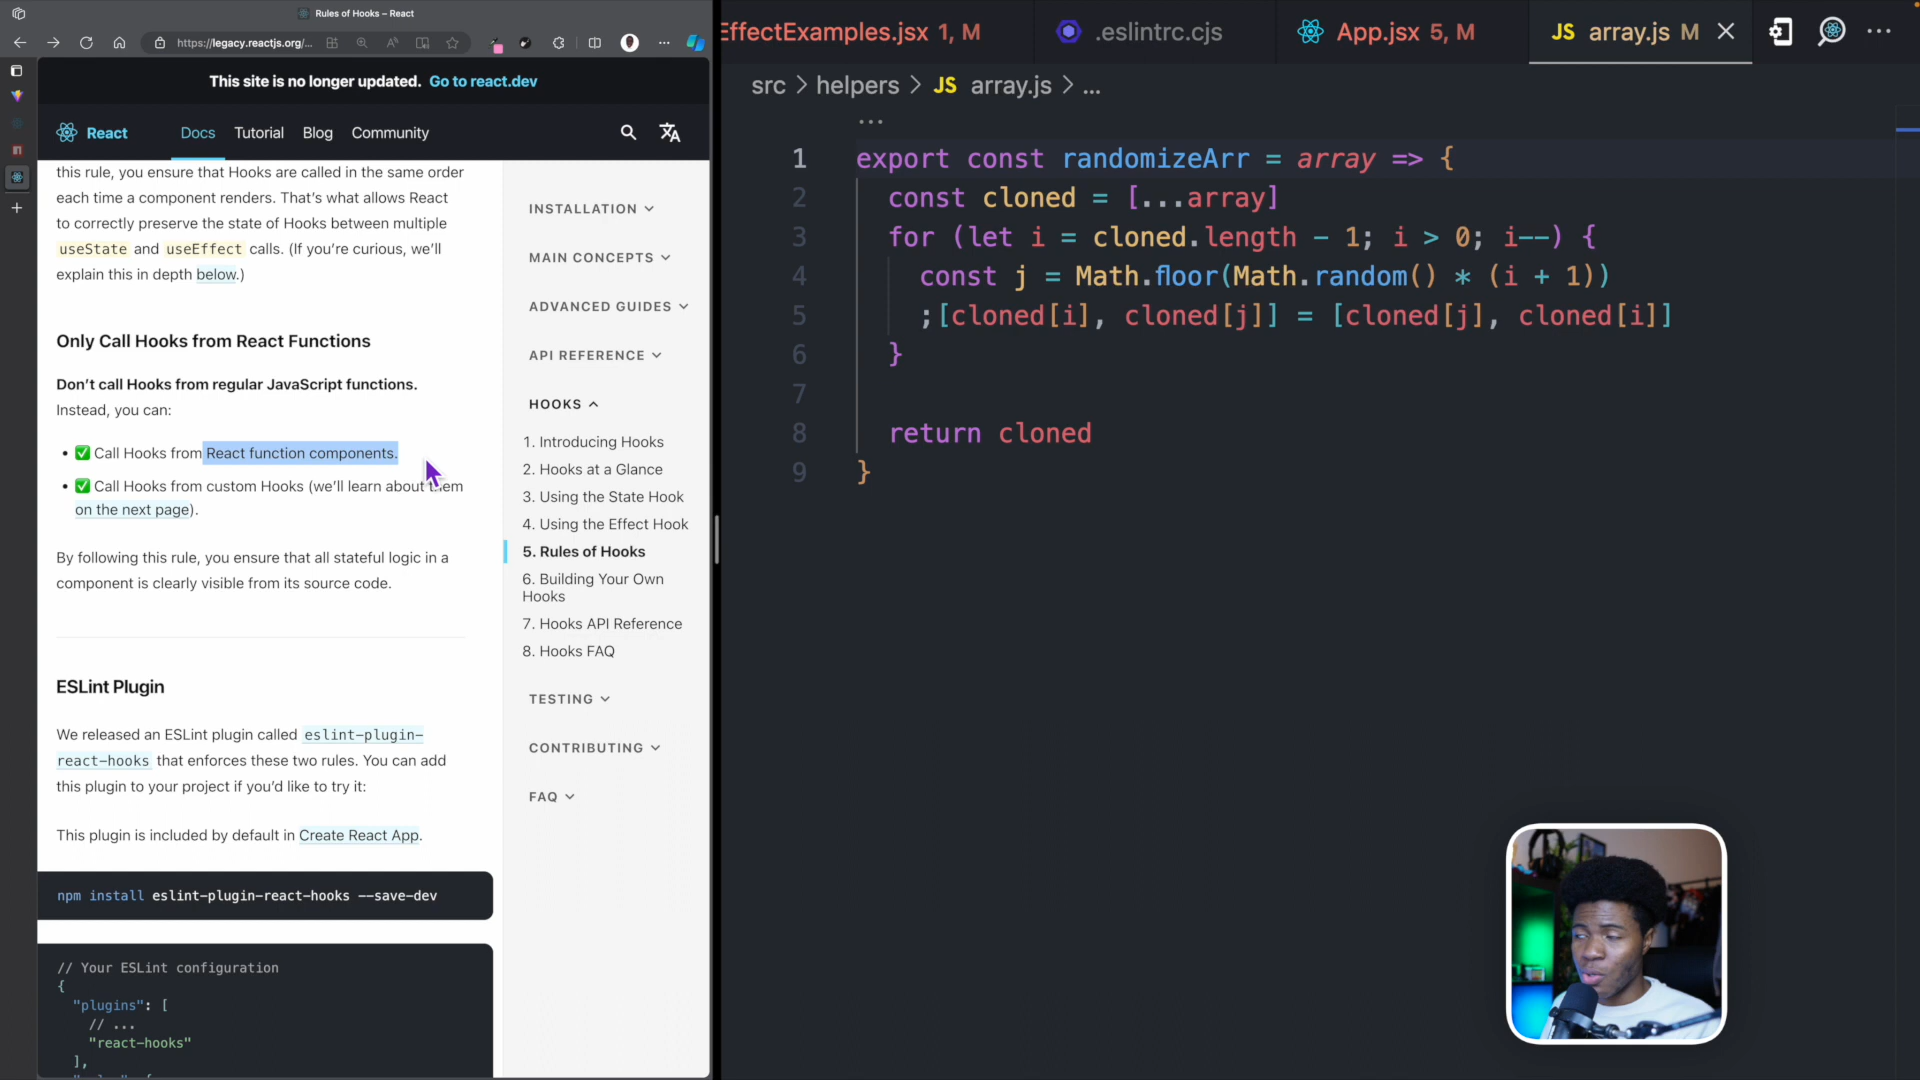 Rules of Hooks – React
https://legacy.reactjs.org/...
This site is no longer updated. Go to react.dev
React
Docs
Tutorial
Blog
Community
this rule, you ensure that Hooks are called in the same order
each time a component renders. That's what allows React
to correctly preserve the state of Hooks between multiple
useState and useEffect calls. (If you're curious, we'll
explain this in depth below.)
Only Call Hooks from React Functions
Don't call Hooks from regular JavaScript functions.
Instead, you can:
• ✅ Call Hooks from React function components.
• ✅ Call Hooks from custom Hooks (we'll learn about them
on the next page).
By following this rule, you ensure that all stateful logic in a
component is clearly visible from its source code.
ESLint Plugin
We released an ESLint plugin called eslint-plugin-
react-hooks that enforces these two rules. You can add
this plugin to your project if you'd like to try it:
This plugin is included by default in Create React App.
npm install eslint-plugin-react-hooks --save-dev
// Your ESLint configuration
{
"plugins": [
// ...
"react-hooks"
],
INSTALLATION
MAIN CONCEPTS
ADVANCED GUIDES
API REFERENCE
HOOKS
1. Introducing Hooks
2. Hooks at a Glance
3. Using the State Hook
4. Using the Effect Hook
5. Rules of Hooks
6. Building Your Own
Hooks
7. Hooks API Reference
8. Hooks FAQ
TESTING
CONTRIBUTING
FAQ
EffectExamples.jsx 1, M
.eslintrc.cjs
App.jsx 5, M
JS array.js M
src > helpers > JS array.js > ...
...
1 export const randomizeArr = array => {
2 const cloned = [...array]
3 for (let i = cloned.length - 1; i > 0; i--) {
4 const j = Math.floor(Math.random() * (i + 1))
5 ;[cloned[i], cloned[j]] = [cloned[j], cloned[i]]
6 }
7
8 return cloned
9 }